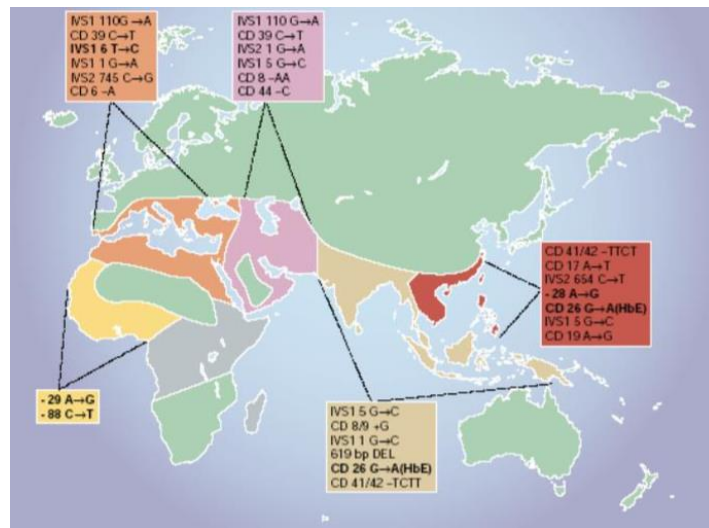 IVS1 110G→A
CD 39 C→T
IVS1 6 T→C
IVS1 1 G→A
IVS2 745 C→G
CD 6 –A
IVS1 110 G→A
CD 39 C→T
IVS2 1 G→A
IVS1 5 G→C
CD 8 –AA
CD 44 –C
CD 41/42 –TTCT
CD 17 A→T
IVS2 654 C→T
- 28 A→G
CD 26 G→A(HbE)
IVS1 5 G→C
CD 19 A→G
- 29 A→G
- 88 C→T
IVS1 5 G→C
CD 8/9 +G
IVS1 1 G→C
619 bp DEL
CD 26 G→A(HbE)
CD 41/42 –TCTT